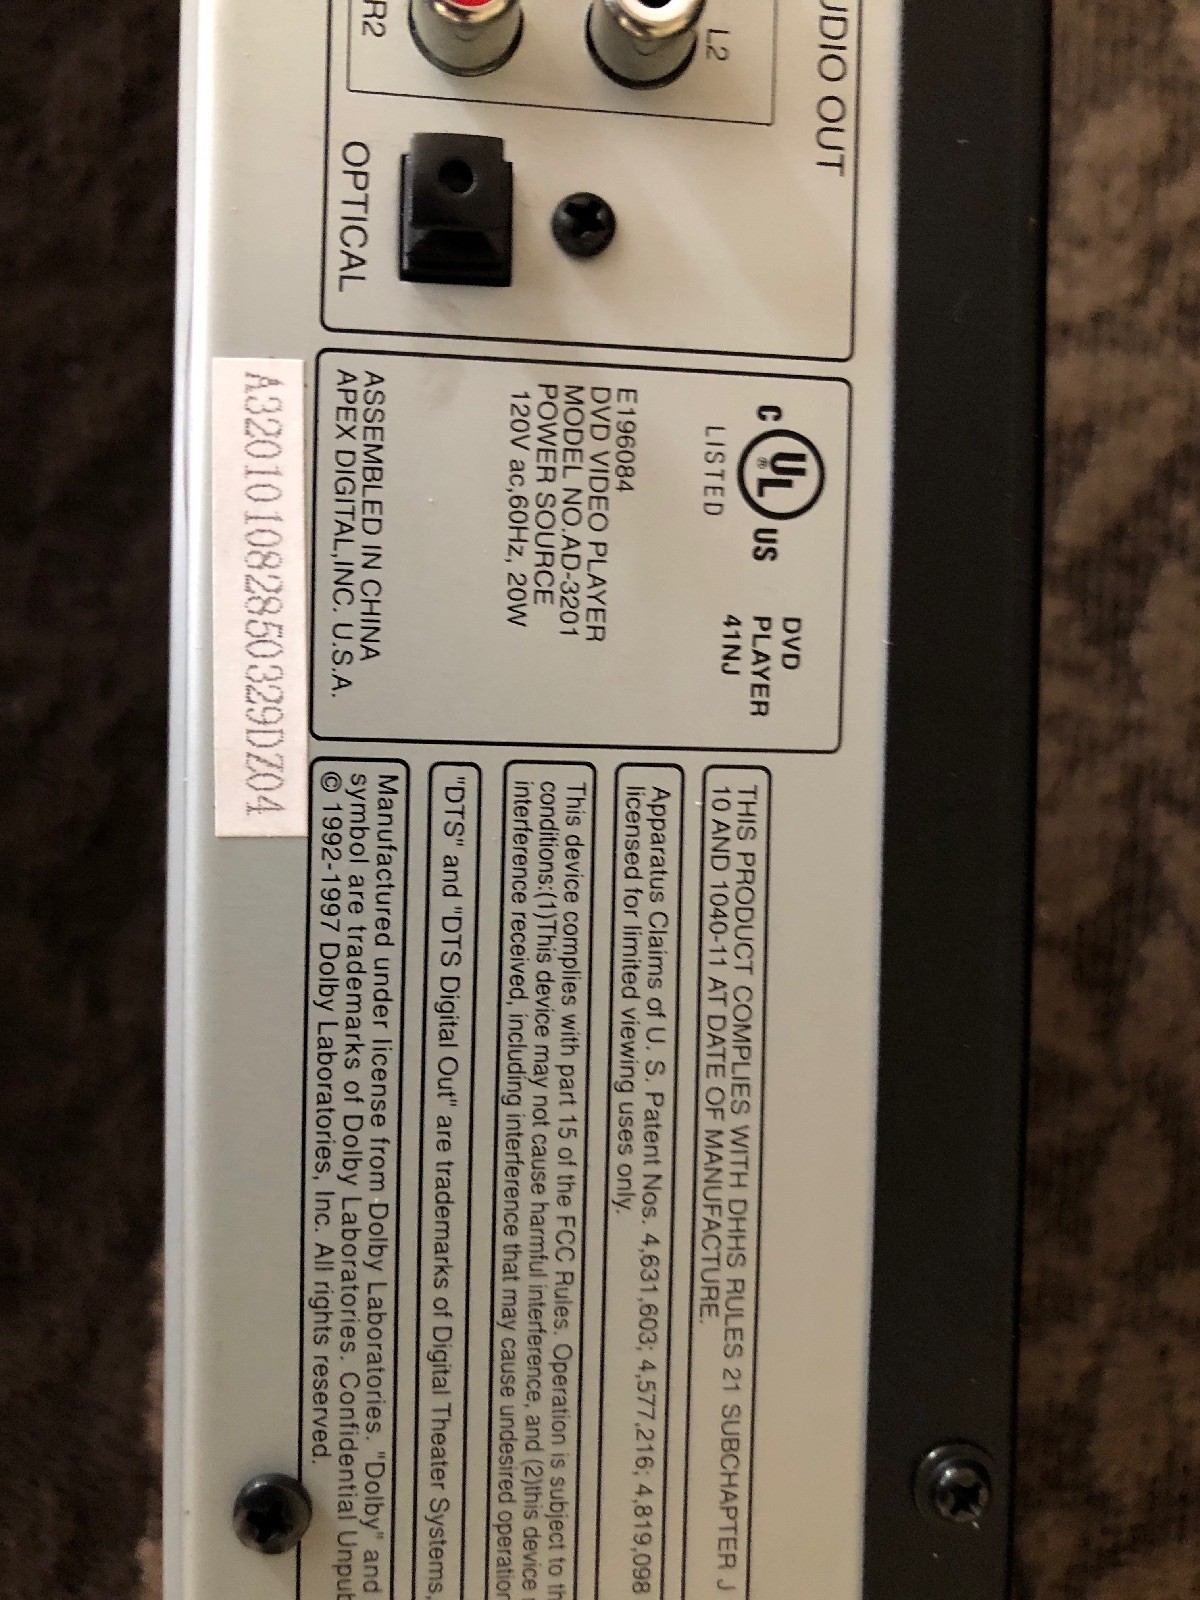 AUDIO OUT
L2
R2
OPTICAL
C UL® US
LISTED
DVD
PLAYER
41NJ
E196084
DVD VIDEO PLAYER
MODEL NO.AD-3201
POWER SOURCE
120V ac,60Hz, 20W
ASSEMBLED IN CHINA
APEX DIGITAL,INC. U.S.A.
A320101082850329DZ04
THIS PRODUCT COMPLIES WITH DHHS RULES 21 SUBCHAPTER J
10 AND 1040-11 AT DATE OF MANUFACTURE.
Apparatus Claims of U. S. Patent Nos. 4,631,603; 4,577,216; 4,819,098
licensed for limited viewing uses only.
This device complies with part 15 of the FCC Rules. Operation is subject to
conditions:(1)This device may not cause harmful interference, and (2)this device
interference received, including interference that may cause undesired operation
"DTS" and "DTS Digital Out" are trademarks of Digital Theater Systems,
Manufactured under license from Dolby Laboratories. "Dolby" and
symbol are trademarks of Dolby Laboratories. Confidential
© 1992-1997 Dolby Laboratories, Inc. All rights reserved.